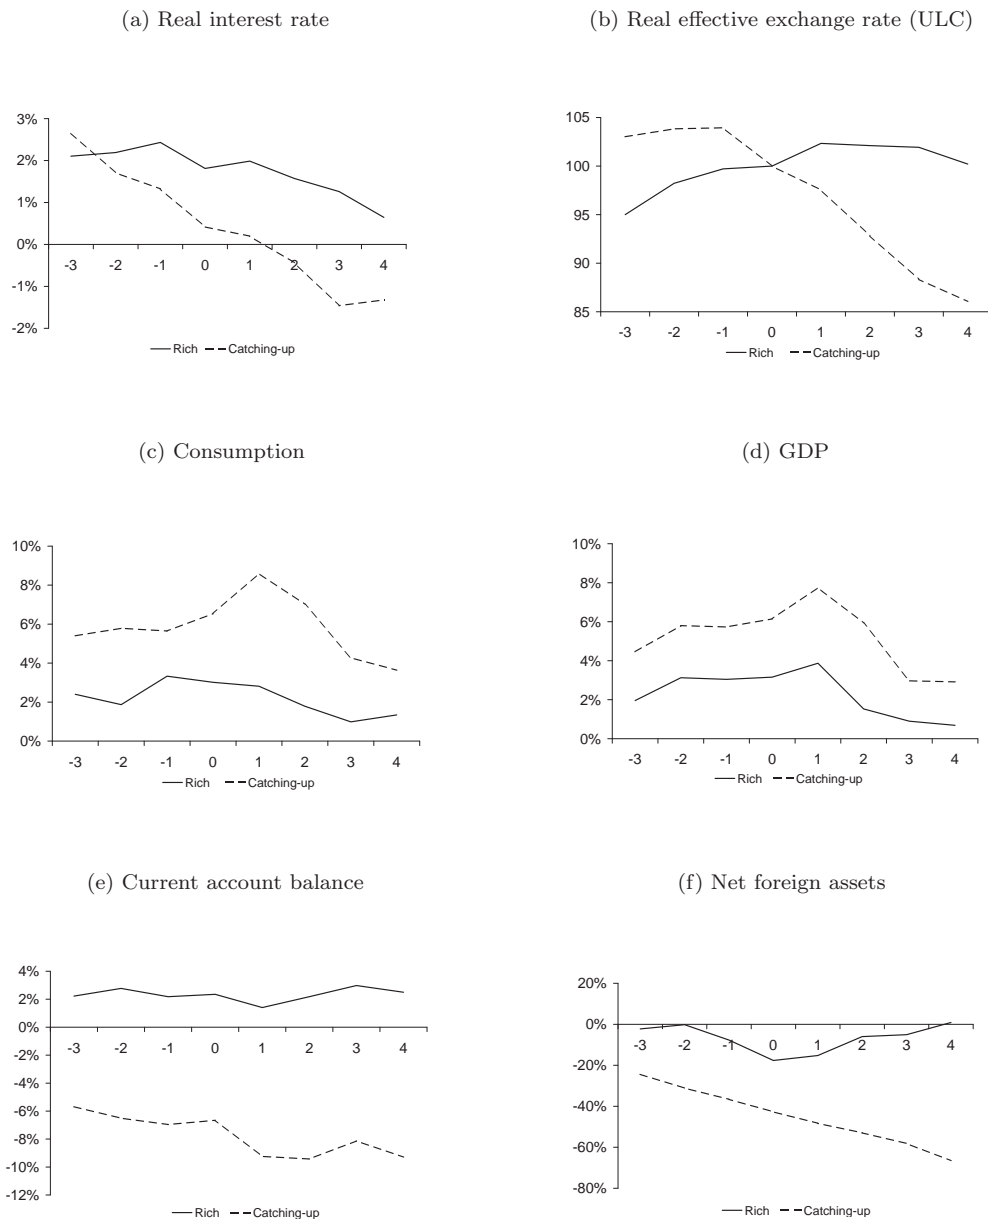 (a) Real interest rate
(b) Real effective exchange rate (ULC)
3%
2%
1%
0%
-1%
-2%
-3 -2 -1 0 1 2 3 4
Rich Catching-up
105
100
95
90
85
-3 -2 -1 0 1 2 3 4
Rich Catching-up
(c) Consumption
(d) GDP
10%
8%
6%
4%
2%
0%
-3 -2 -1 0 1 2 3 4
Rich Catching-up
10%
8%
6%
4%
2%
0%
-3 -2 -1 0 1 2 3 4
Rich Catching-up
(e) Current account balance
(f) Net foreign assets
4%
2%
0%
-2%
-4%
-6%
-8%
-10%
-12%
-3 -2 -1 0 1 2 3 4
Rich Catching-up
20%
0%
-20%
-40%
-60%
-80%
-3 -2 -1 0 1 2 3 4
Rich Catching-up